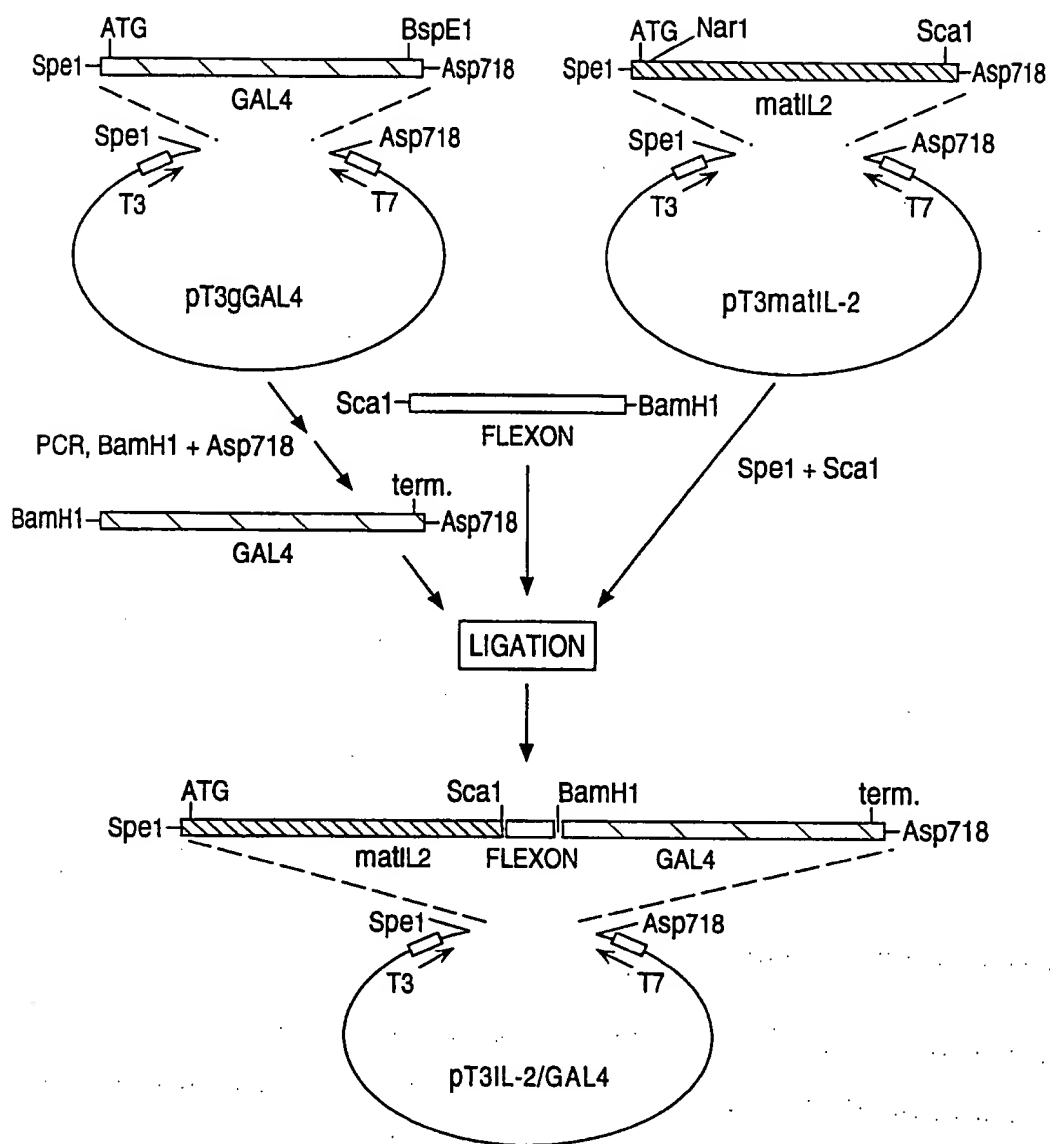 ATG BspE1
Spe1 Asp718
GAL4
Spe1 Asp718
T3 T7
pT3gGAL4
ATG Nar1 Sca1
Spe1 Asp718
matIL2
Spe1 Asp718
T3 T7
pT3matIL-2
Sca1 BamH1
FLEXON
PCR, BamH1 + Asp718
Spe1 + Sca1
term.
BamH1 Asp718
GAL4
LIGATION
ATG Sca1 BamH1 term.
Spe1 Asp718
matIL2 FLEXON GAL4
Spe1 Asp718
T3 T7
pT3IL-2/GAL4